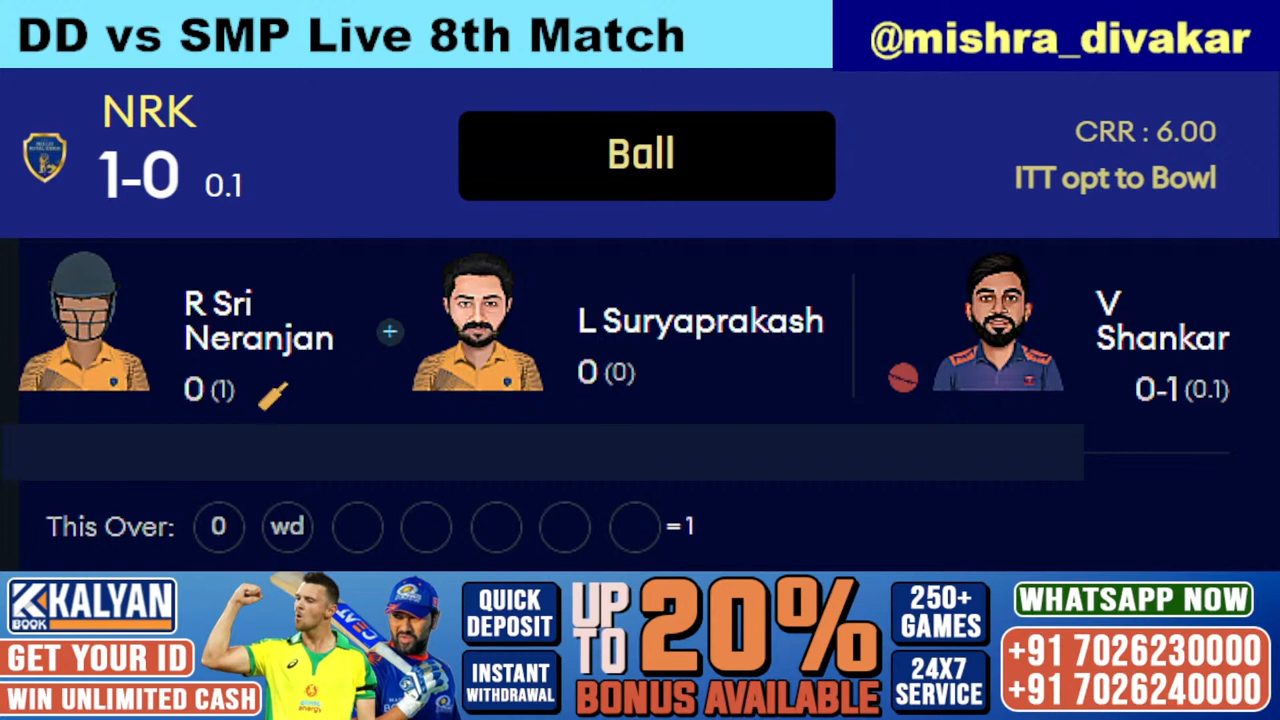 DD vs SMP Live 8th Match
@mishra_divakar
NRK
1-0 0.1
Ball
CRR : 6.00
ITT opt to Bowl
R Sri
Neranjan
0 (1)
L Suryaprakash
0 (0)
V
Shankar
0-1 (0.1)
This Over: 0 wd =1
KALYAN
BOOK
GET YOUR ID
WIN UNLIMITED CASH
QUICK
DEPOSIT
INSTANT
WITHDRAWAL
UP
TO
20%
BONUS AVAILABLE
250+
GAMES
24X7
SERVICE
WHATSAPP NOW
+91 7026230000
+91 7026240000